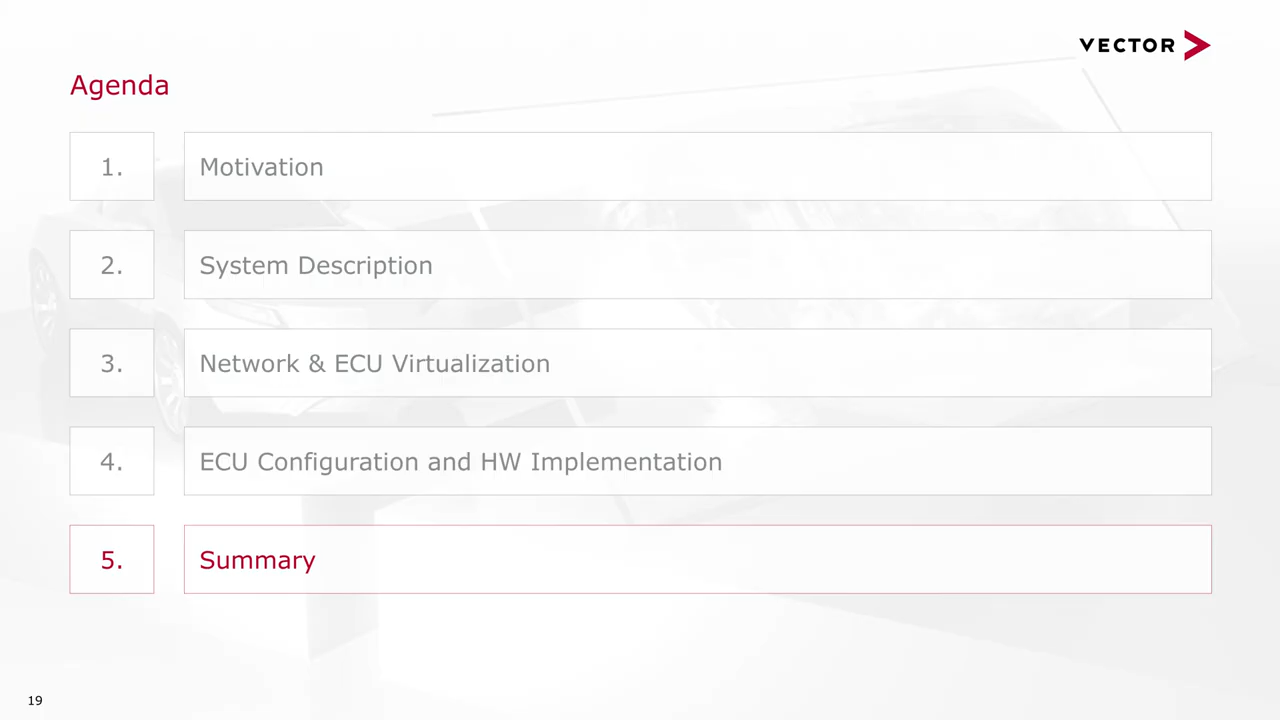 VECTOR
Agenda
1. Motivation
2. System Description
3. Network & ECU Virtualization
4. ECU Configuration and HW Implementation
5. Summary
19